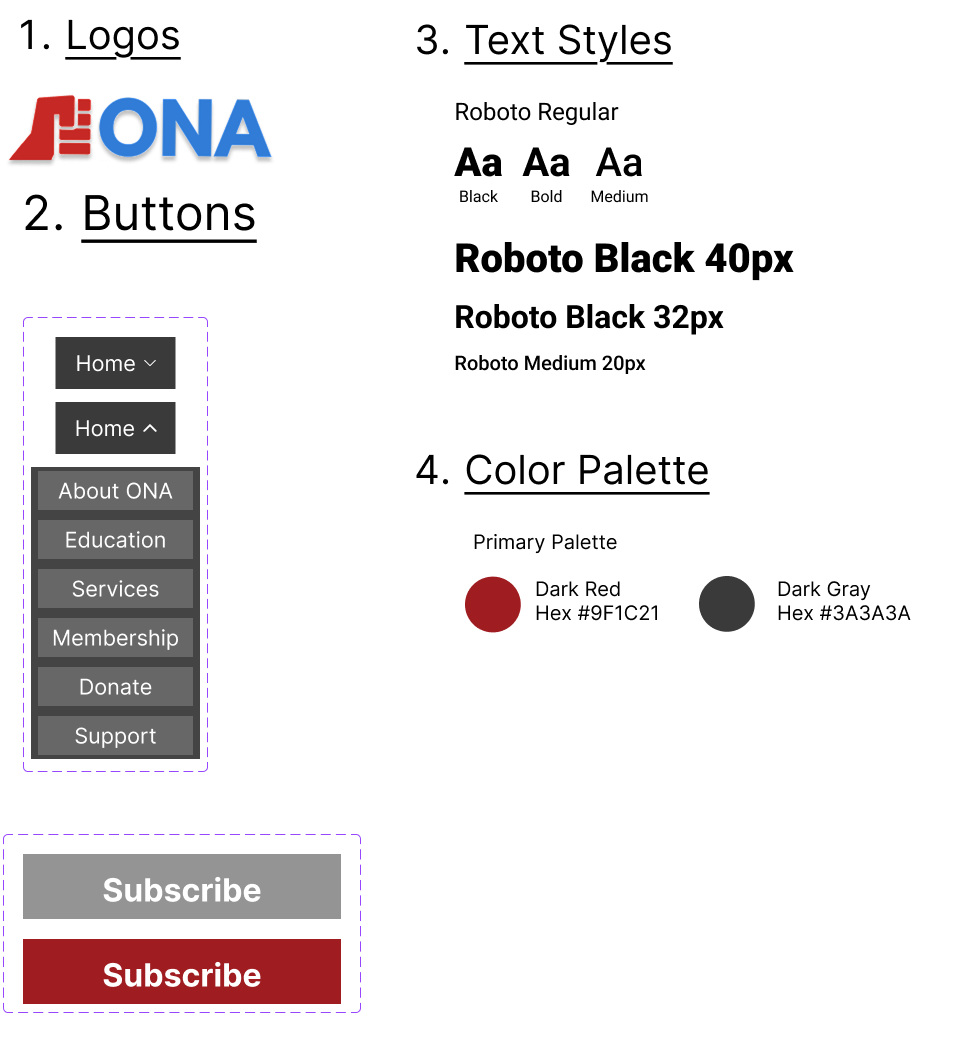 1. Logos
ONA
2. Buttons
Home
Home
About ONA
Education
Services
Membership
Donate
Support
Subscribe
Subscribe
3. Text Styles
Roboto Regular
Aa Aa Aa
Black Bold Medium
Roboto Black 40px
Roboto Black 32px
Roboto Medium 20px
4. Color Palette
Primary Palette
Dark Red
Hex #9F1C21
Dark Gray
Hex #3A3A3A